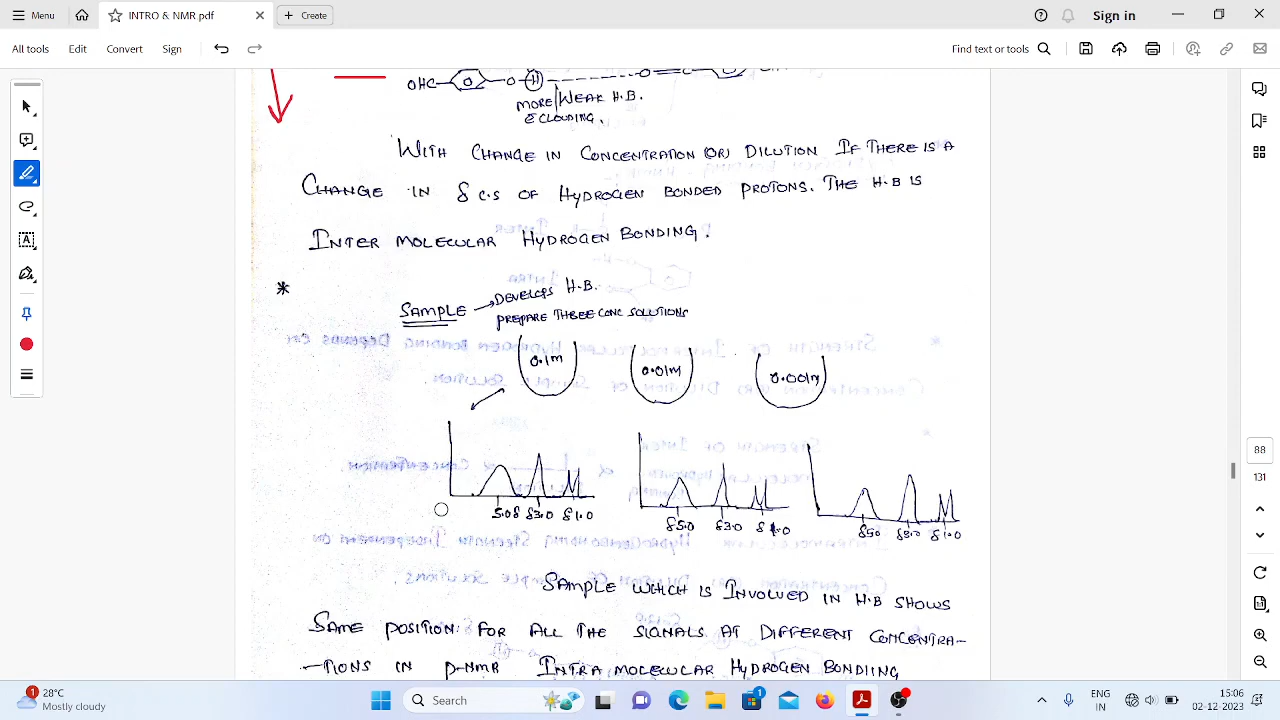 Menu
INTRO & NMR pdf
Create
Sign in
All tools
Edit
Convert
Sign
Find text or tools
OHC
O
H
O
MORE / WEAK H.B.
E CLOUDING.
WITH CHANGE IN CONCENTRATION (OR) DILUTION IF THERE IS A
CHANGE IN δ C.S OF HYDROGEN BONDED PROTONS. THE H.B IS
INTER MOLECULAR HYDROGEN BONDING.
*
SAMPLE → DEVELOPS H.B.
PREPARE THREE CONC SOLUTIONS
0.1M
0.01M
0.001M
5.0δ δ3.0 δ1.0
δ5.0 δ3.0 δ1.0
δ5.0 δ3.0 δ1.0
SAMPLE WHICH IS INVOLVED IN H.B SHOWS
SAME POSITION FOR ALL THE SIGNALS AT DIFFERENT CONCENTRA-
-TIONS IN P-NMR INTRA MOLECULAR HYDROGEN BONDIING
88
131
1
28°C
Mostly cloudy
Search
ENG
IN
15:06
02-12-2023